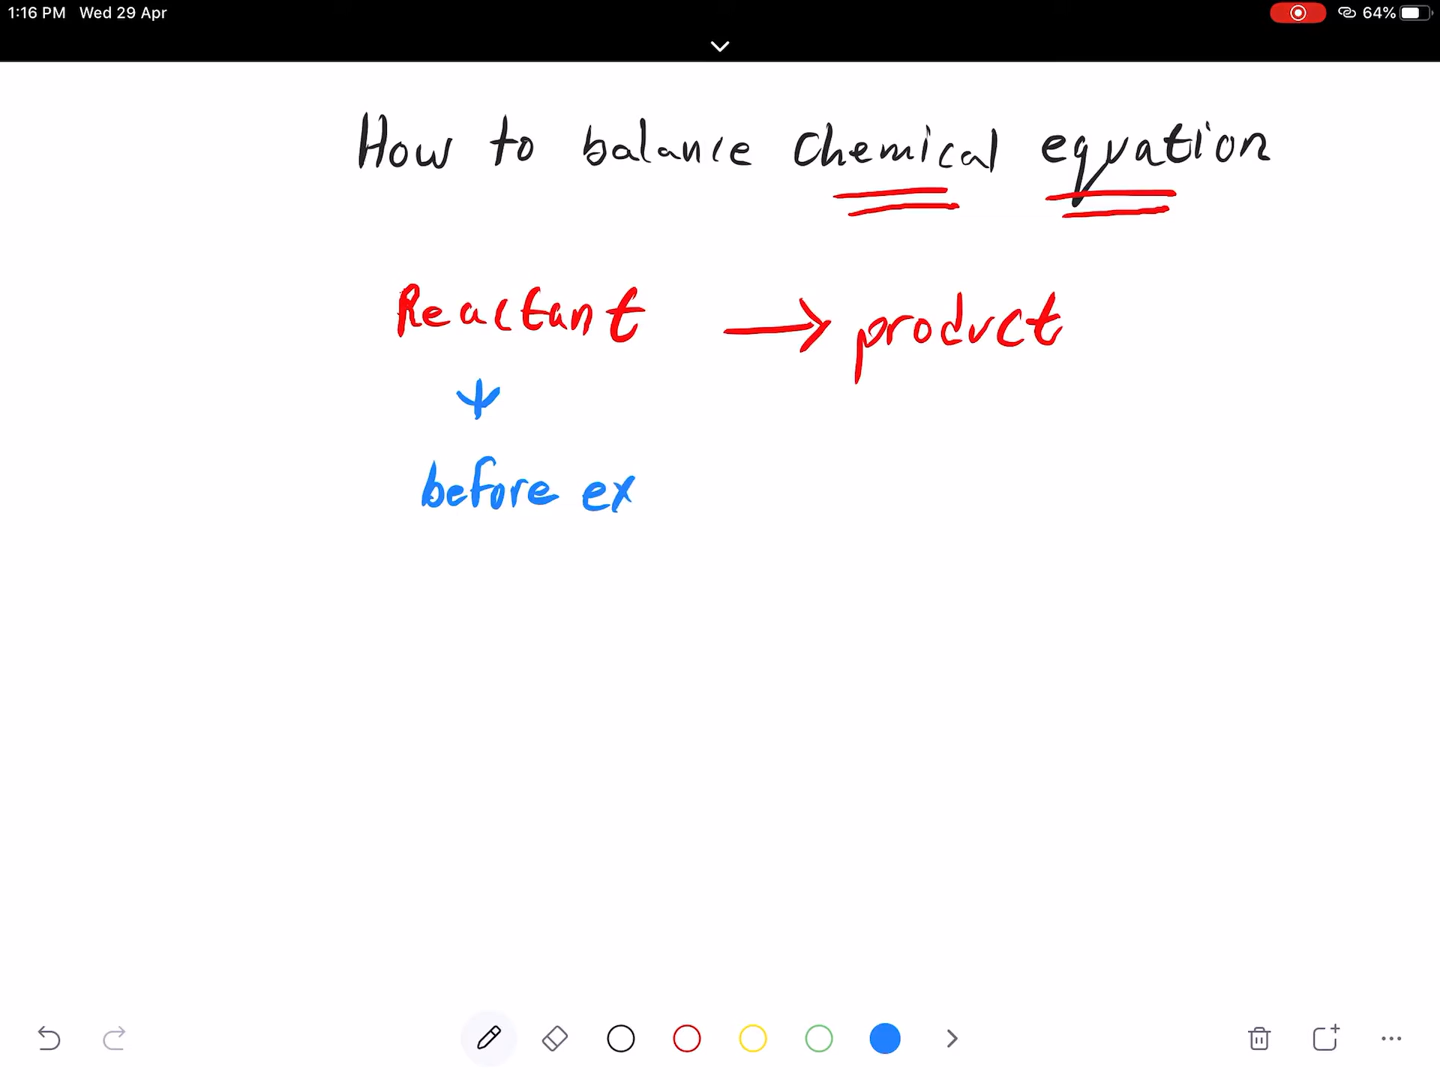 1:16 PM Wed 29 Apr
64%
How to balance chemical equation
Reactant → product
↓
before ex